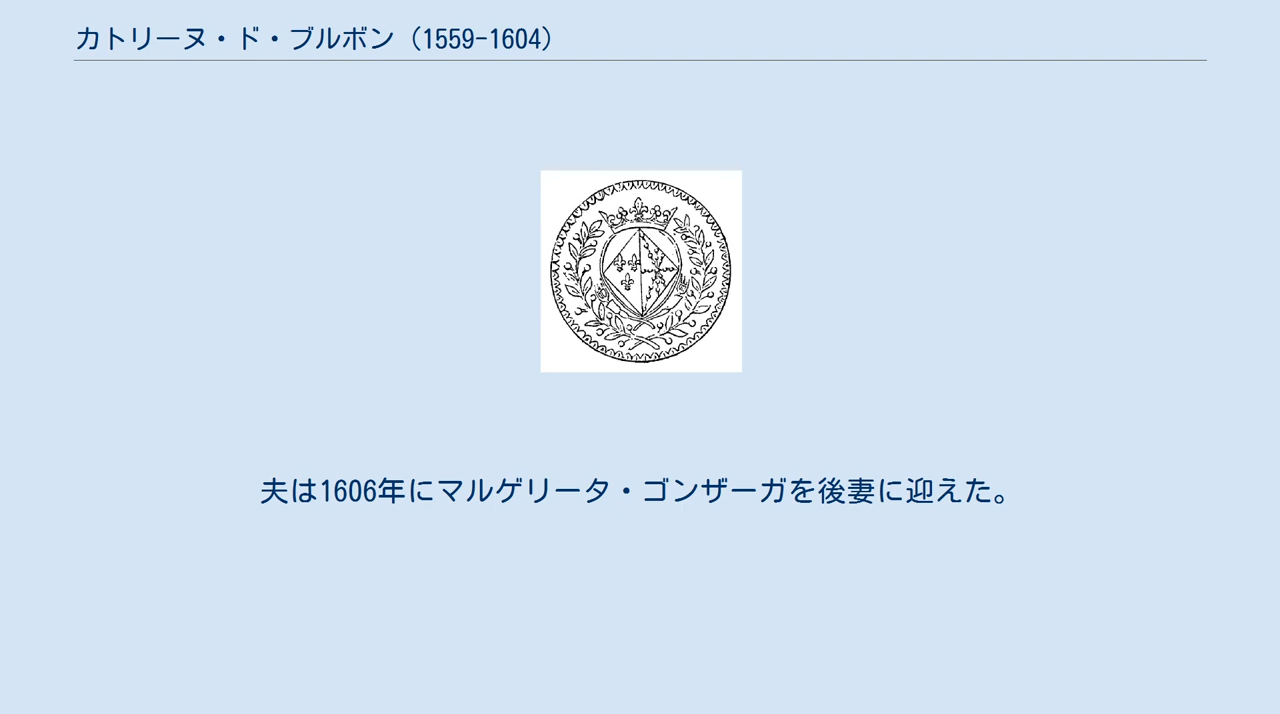 カトリーヌ・ド・ブルボン（1559-1604）
夫は1606年にマルゲリータ・ゴンザーガを後妻に迎えた。